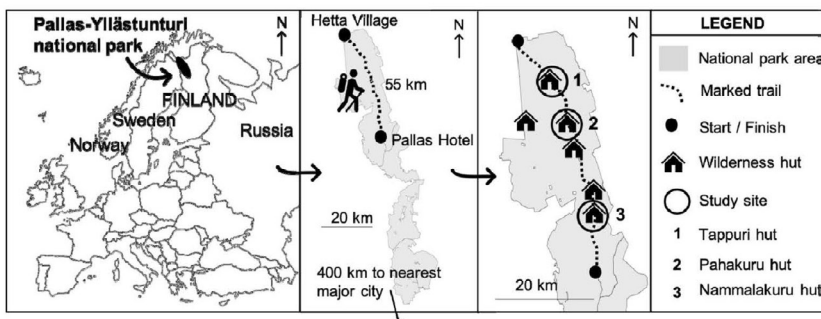 Pallas-Yllästunturi
national park
N
FINLAND
Sweden
Norway
Russia
Hetta Village
N
55 km
Pallas Hotel
20 km
400 km to nearest
major city
N
1
2
3
20 km
LEGEND
National park area
Marked trail
Start / Finish
Wilderness hut
Study site
1 Tappuri hut
2 Pahakuru hut
3 Nammalakuru hut